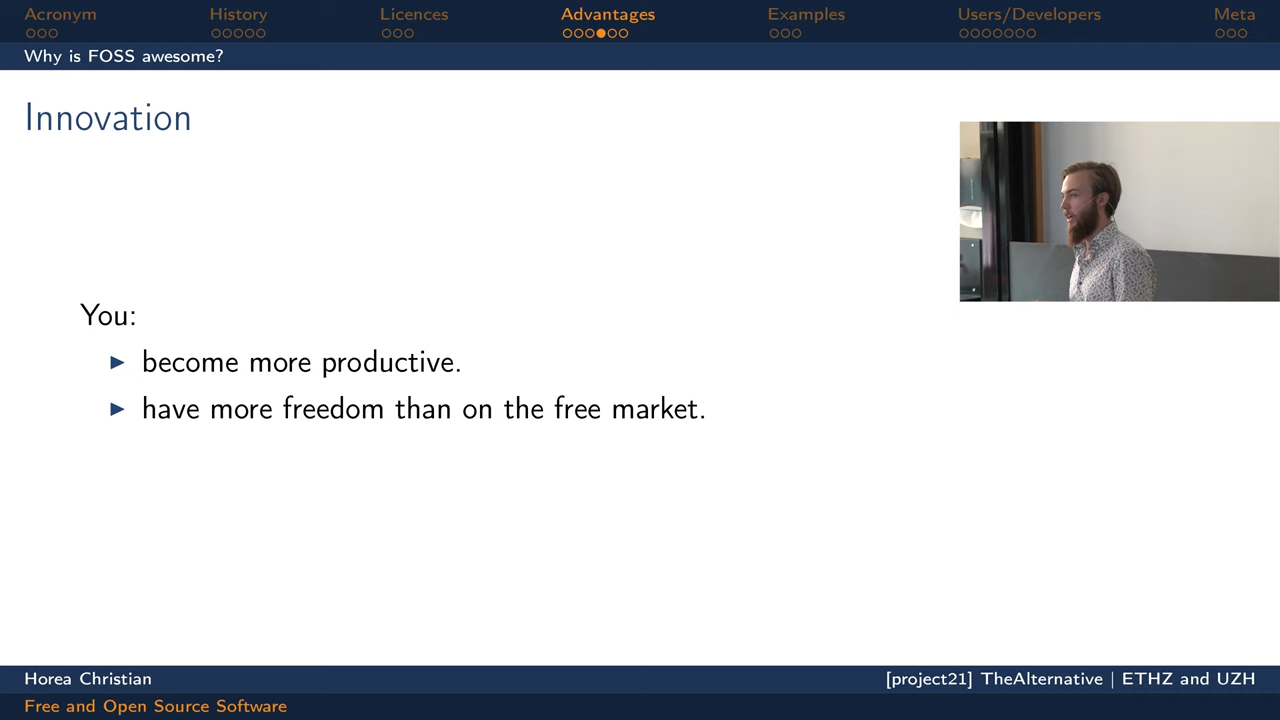 Acronym History Licences Advantages Examples Users/Developers Meta
Why is FOSS awesome?
Innovation
You:
become more productive.
have more freedom than on the free market.
Horea Christian [project21] TheAlternative | ETHZ and UZH
Free and Open Source Software